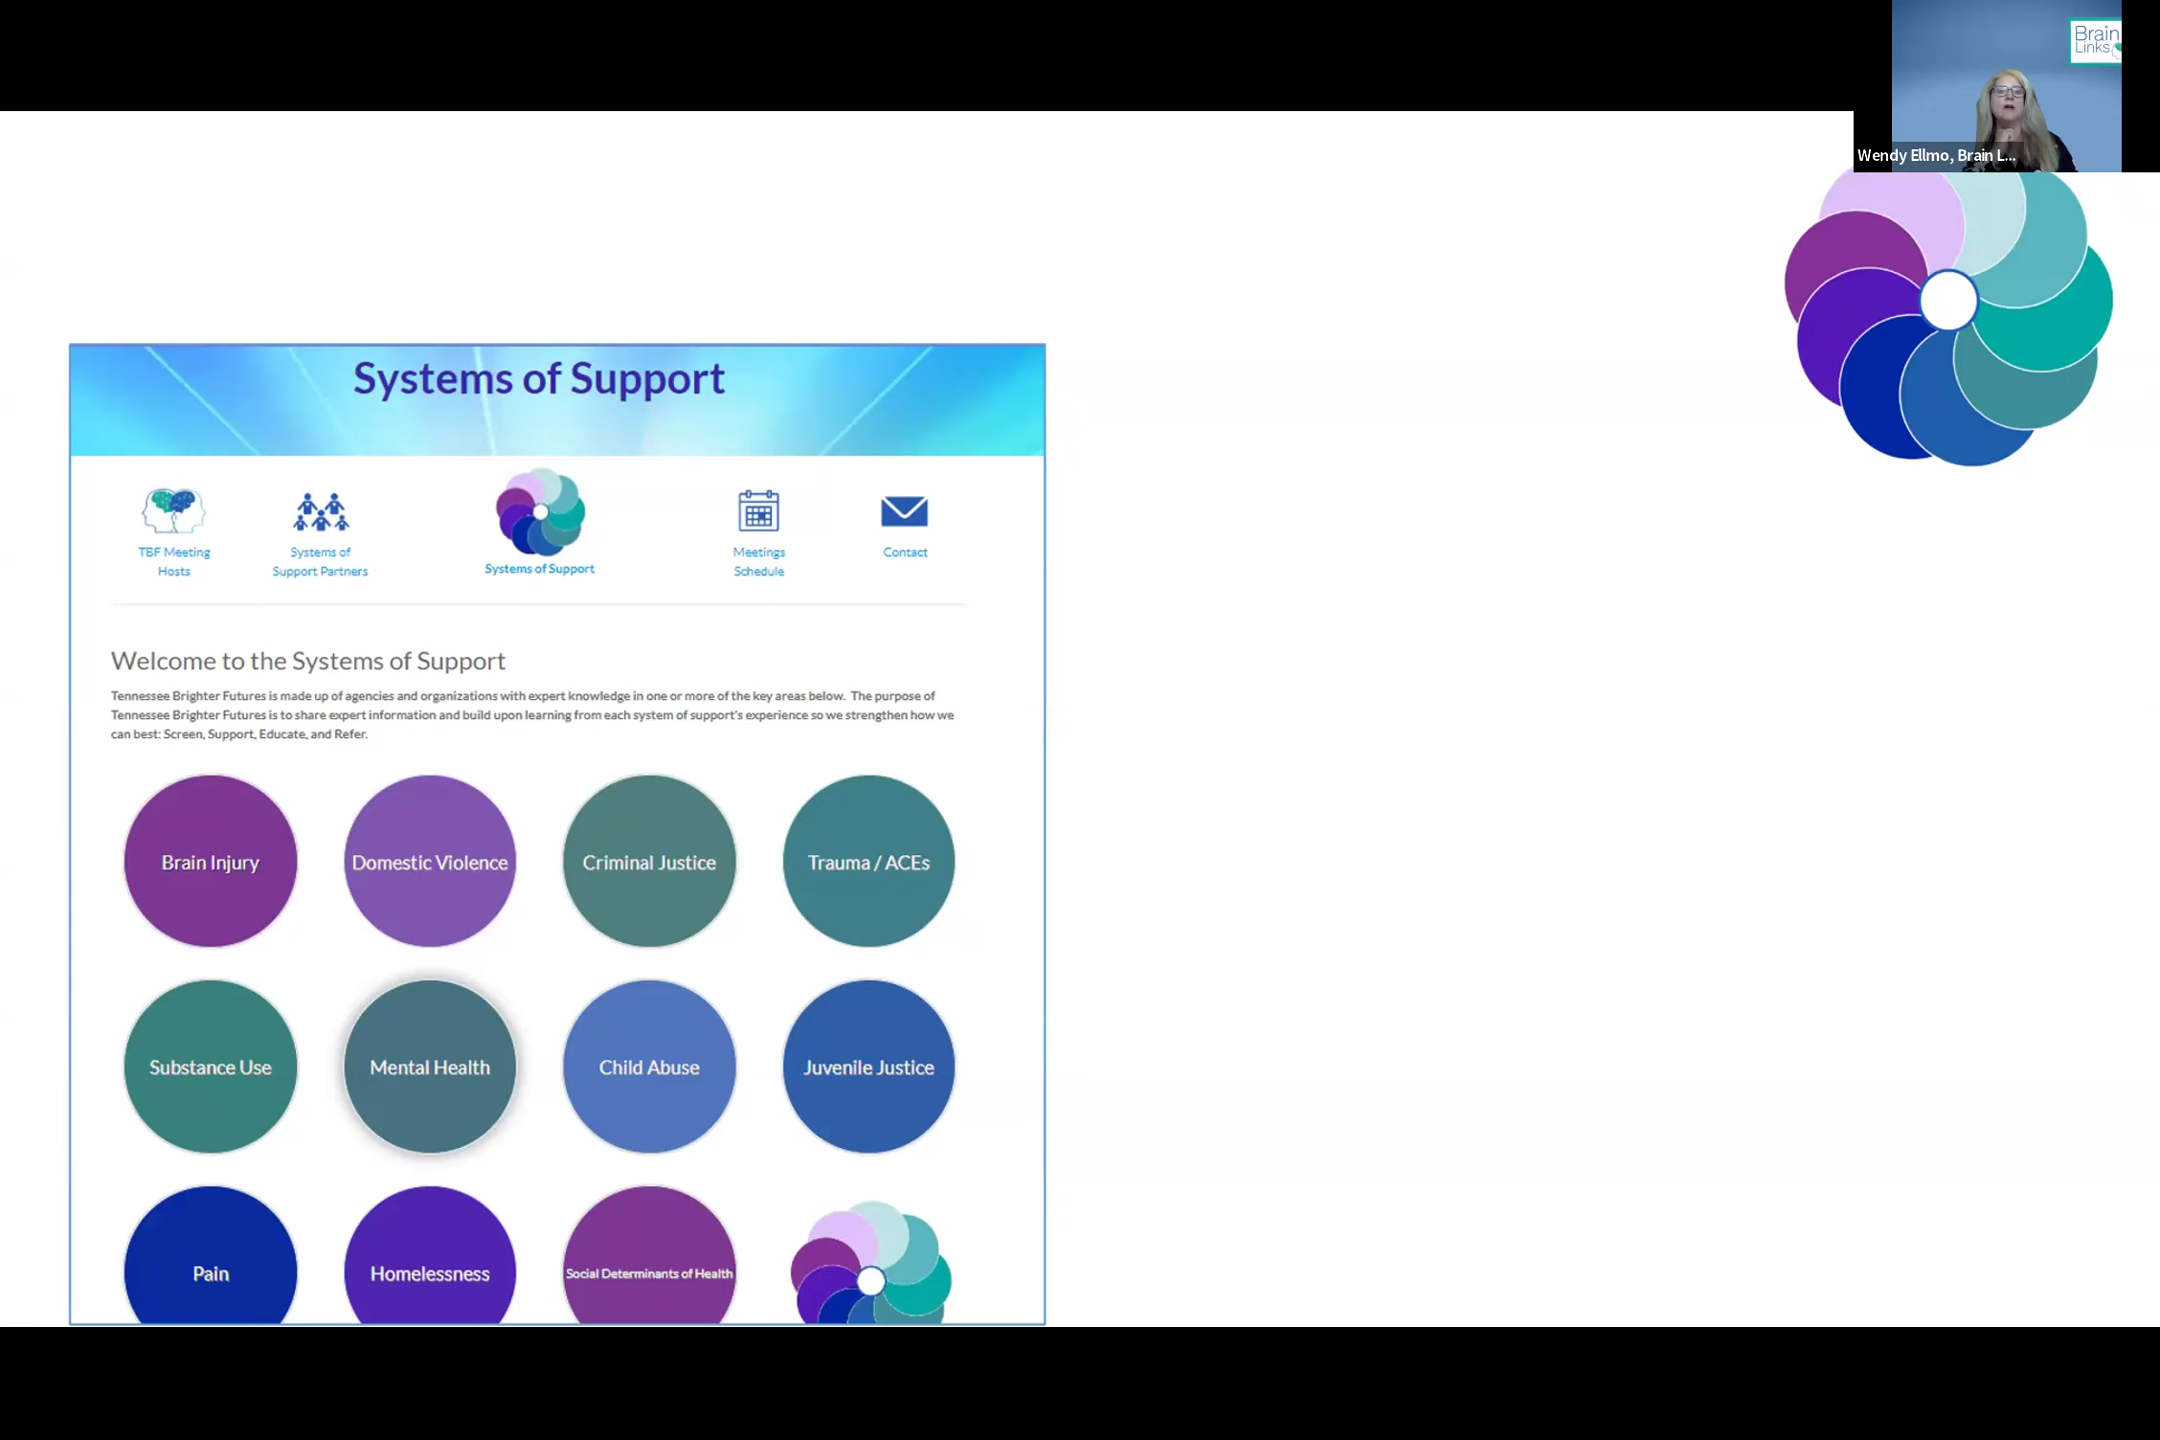 Brain
Links
Wendy Ellmo, Brain L...
Systems of Support
TBF Meeting
Hosts
Systems of
Support Partners
Systems of Support
Meetings
Schedule
Contact
Welcome to the Systems of Support
Tennessee Brighter Futures is made up of agencies and organizations with expert knowledge in one or more of the key areas below. The purpose of
Tennessee Brighter Futures is to share expert information and build upon learning from each system of support's experience so we strengthen how we
can best: Screen, Support, Educate, and Refer.
Brain Injury
Domestic Violence
Criminal Justice
Trauma / ACEs
Substance Use
Mental Health
Child Abuse
Juvenile Justice
Pain
Homelessness
Social Determinants of Health